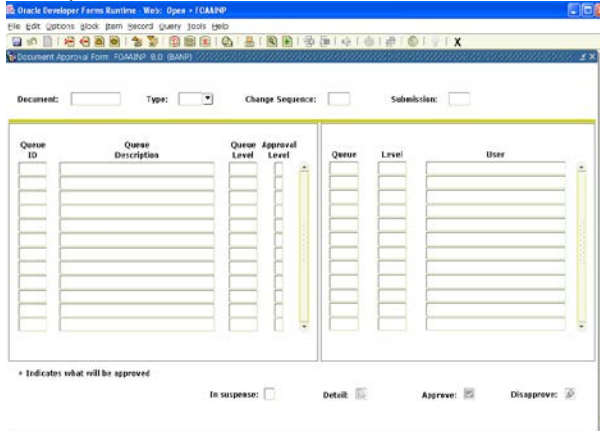 Oracle Developer Forms Runtime - Web: Open > FOAAINP
File Edit Options Block Item Record Query Tools Help
Document Approval Form FOAAINP 8.0 (BANP)
Document: Type: Change Sequence: Submission:
Queue ID Queue Description Queue Level Approval Level Queue Level User
* Indicates what will be approved
In suspense: Detail: Approve: Disapprove: